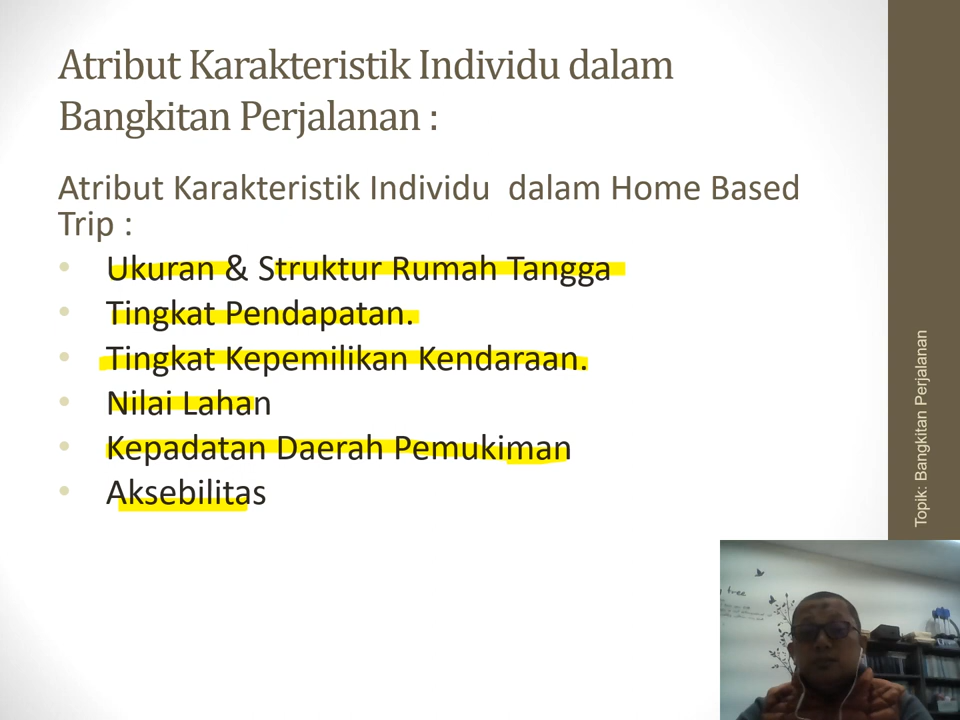 Atribut Karakteristik Individu dalam
Bangkitan Perjalanan :
Atribut Karakteristik Individu dalam Home Based
Trip :
• Ukuran & Struktur Rumah Tangga
• Tingkat Pendapatan.
• Tingkat Kepemilikan Kendaraan.
• Nilai Lahan
• Kepadatan Daerah Pemukiman
• Aksebilitas
Topik: Bangkitan Perjalanan
tree